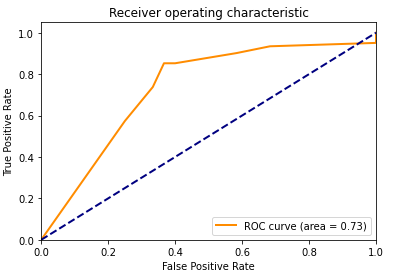 Receiver operating characteristic
True Positive Rate
1.0
0.8
0.6
0.4
0.2
0.0
ROC curve (area = 0.73)
0.0 0.2 0.4 0.6 0.8 1.0
False Positive Rate